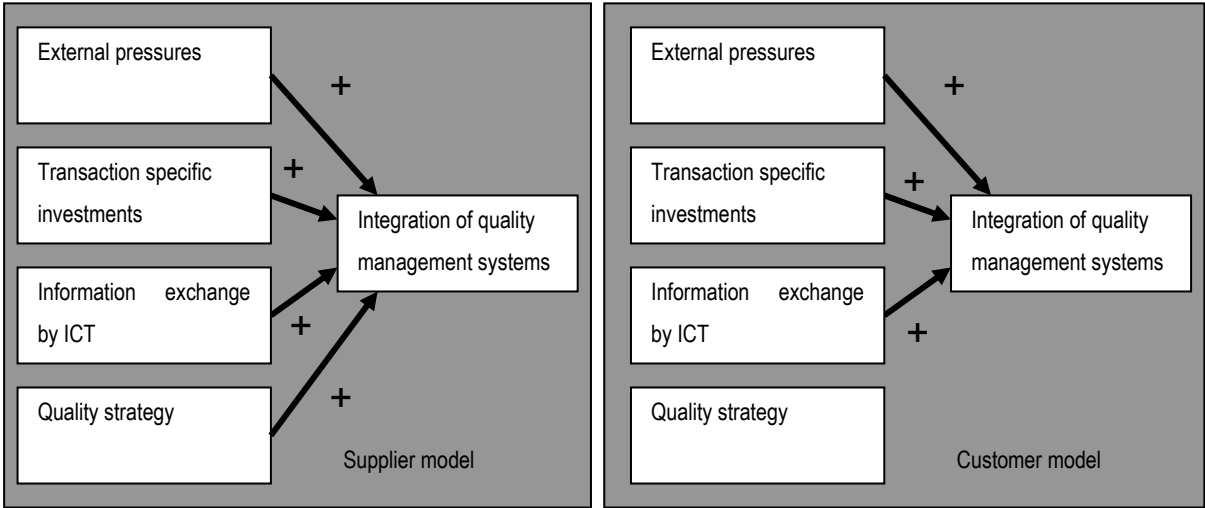 External pressures
+
Transaction specific
investments
+
Integration of quality
management systems
Information exchange
by ICT
+
Quality strategy
+
Supplier model
External pressures
+
Transaction specific
investments
+
Integration of quality
management systems
Information exchange
by ICT
+
Quality strategy
Customer model